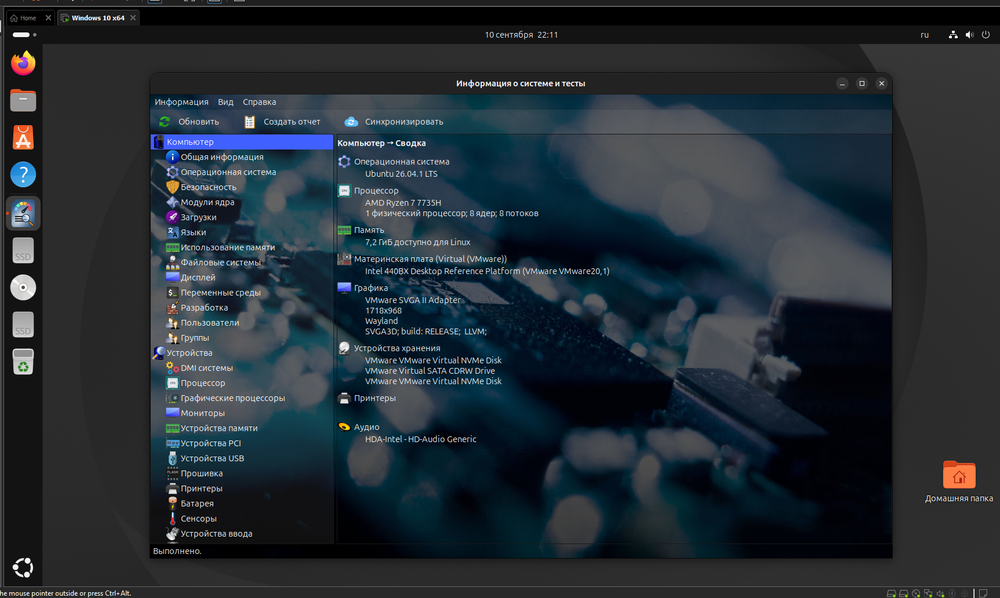 Home
Windows 10 x64
10 сентября 22:11
ru
Информация о системе и тесты
Информация Вид Справка
Обновить Создать отчет Синхронизировать
Компьютер
Общая информация
Операционная система
Безопасность
Модули ядра
Загрузки
Языки
Использование памяти
Файловые системы
Дисплей
Переменные среды
Разработка
Пользователи
Группы
Устройства
DMI системы
Процессор
Графические процессоры
Мониторы
Устройства памяти
Устройства PCI
Устройства USB
Прошивка
Принтеры
Батарея
Сенсоры
Устройства ввода
Компьютер → Сводка
Операционная система
Ubuntu 26.04.1 LTS
Процессор
AMD Ryzen 7 7735H
1 физический процессор; 8 ядер; 8 потоков
Память
7,2 ГиБ доступно для Linux
Материнская плата (Virtual (VMware))
Intel 440BX Desktop Reference Platform (VMware VMware20,1)
Графика
VMware SVGA II Adapter
1718x968
Wayland
SVGA3D; build: RELEASE; LLVM;
Устройства хранения
VMware VMware Virtual NVMe Disk
VMware Virtual SATA CDRW Drive
VMware VMware Virtual NVMe Disk
Принтеры
Аудио
HDA-Intel - HD-Audio Generic
Выполнено.
SSD
SSD
Домашняя папка
he mouse pointer outside or press Ctrl+Alt.